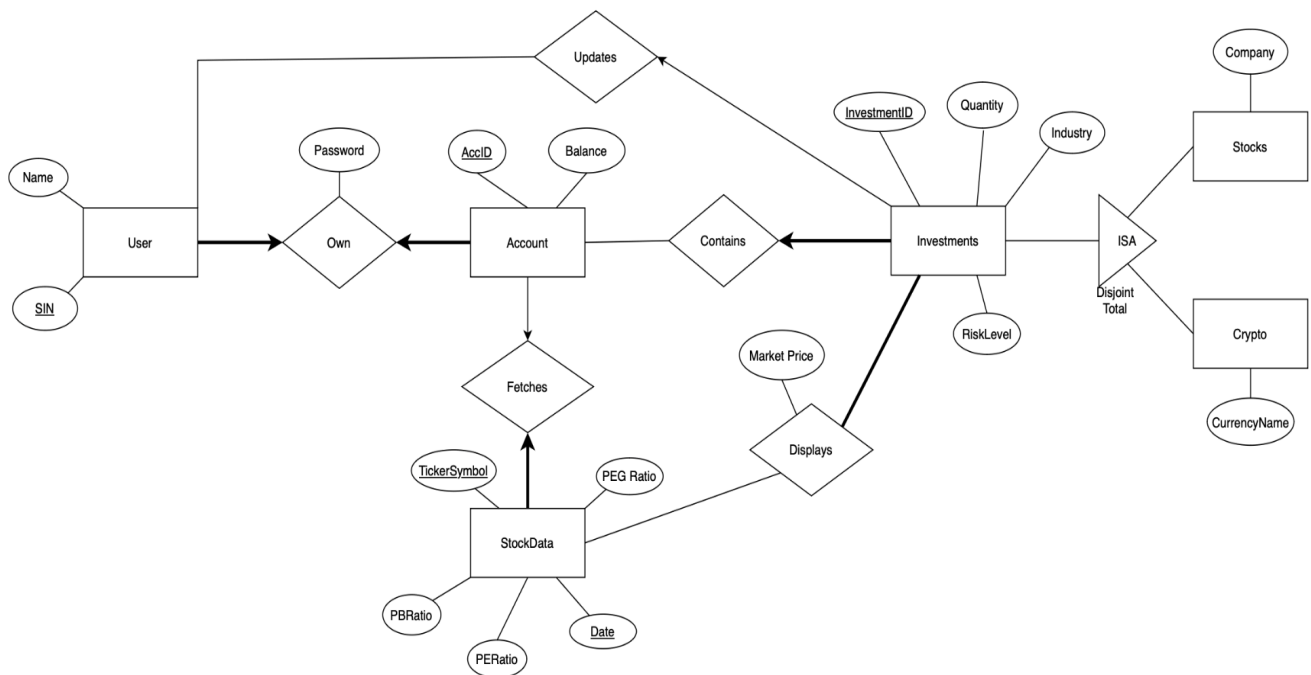 Updates
Company
InvestmentID
Quantity
Industry
Stocks
Password
AccID
Balance
Name
User
Own
Account
Contains
Investments
ISA
Disjoint
Total
SIN
RiskLevel
Crypto
Market Price
Fetches
CurrencyName
Displays
TickerSymbol
PEG Ratio
StockData
PBRatio
Date
PERatio